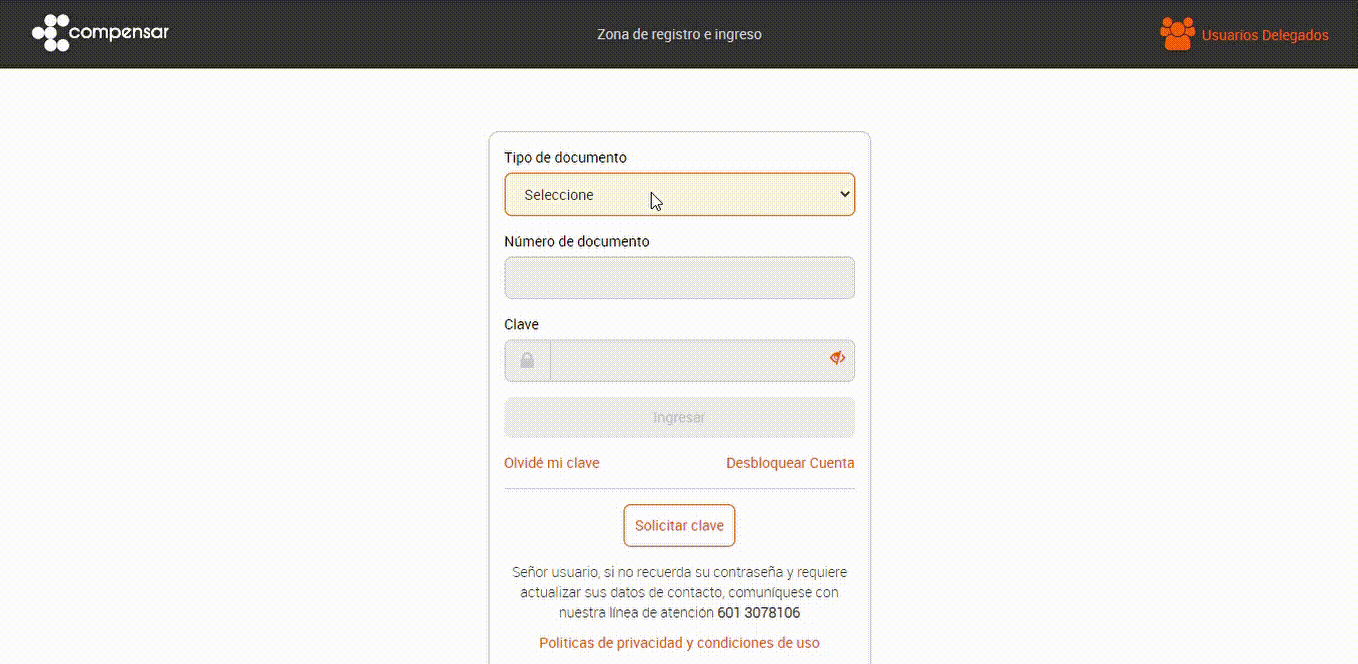 compensar
Zona de registro e ingreso
Usuarios Delegados
Tipo de documento
Seleccione
Número de documento
Clave
Ingresar
Olvidé mi clave
Desbloquear Cuenta
Solicitar clave
Señor usuario, si no recuerda su contraseña y requiere
actualizar sus datos de contacto, comuníquese con
nuestra línea de atención 601 3078106
Políticas de privacidad y condiciones de uso